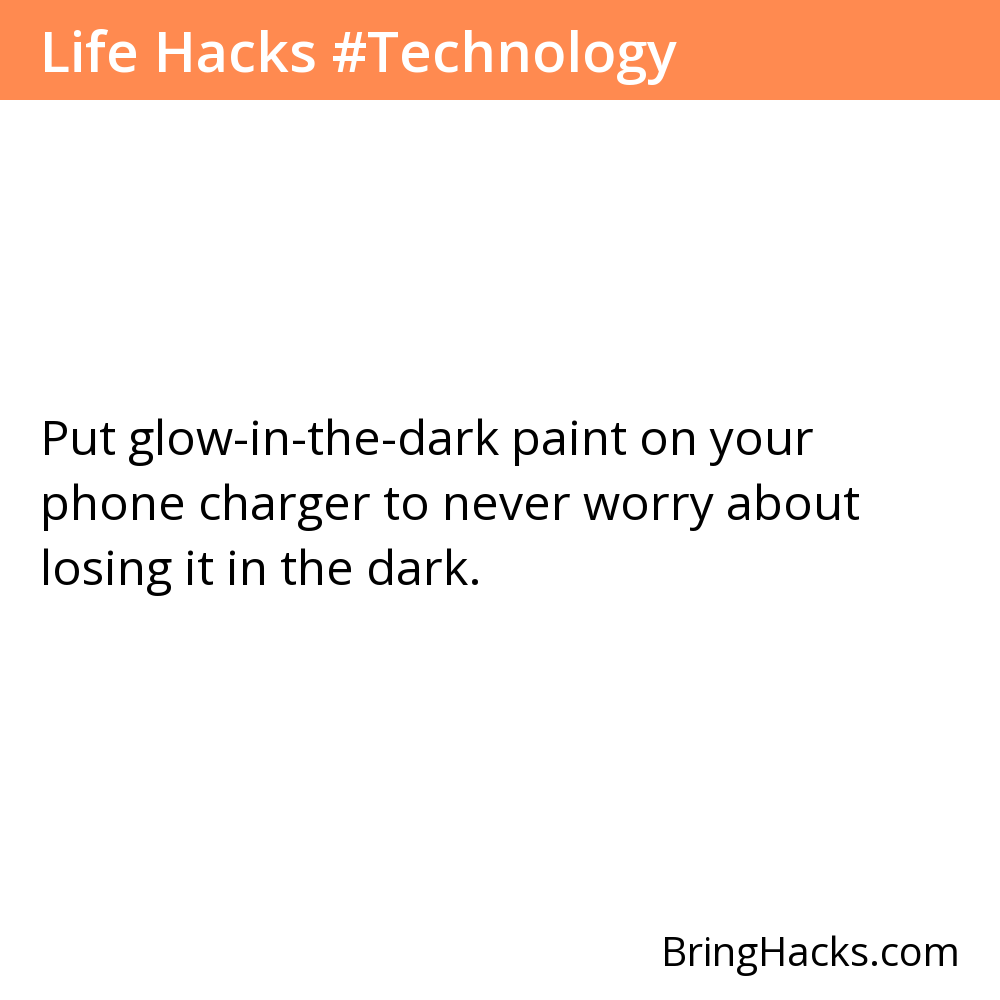 Life Hacks #Technology
Put glow-in-the-dark paint on your
phone charger to never worry about
losing it in the dark.
BringHacks.com